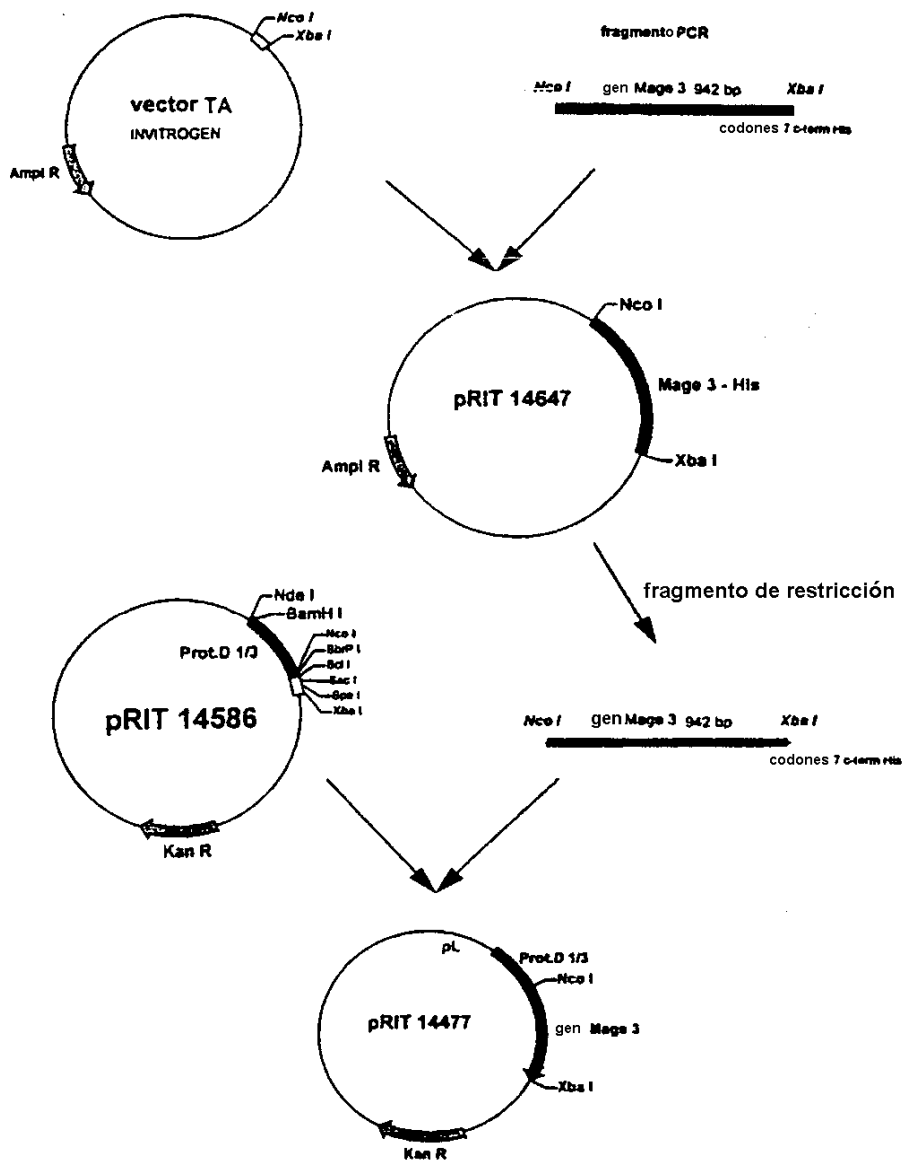 Nco I
Xba I
vector TA
INVITROGEN
Ampl R
fragmento PCR
Nco I gen Mage 3 942 bp Xba I
codones 7 c-term His
Nco I
Mage 3 - His
pRIT 14647
Ampl R
Xba I
fragmento de restricción
Nde I
BamH I
Prot.D 1/3
Nco I
Bcl I
Sac I
Spe I
Xba I
pRIT 14586
Kan R
Nco I gen Mage 3 942 bp Xba I
codones 7 c-term His
pL
Prot.D 1/3
Nco I
pRIT 14477
gen Mage 3
Xba I
Kan R